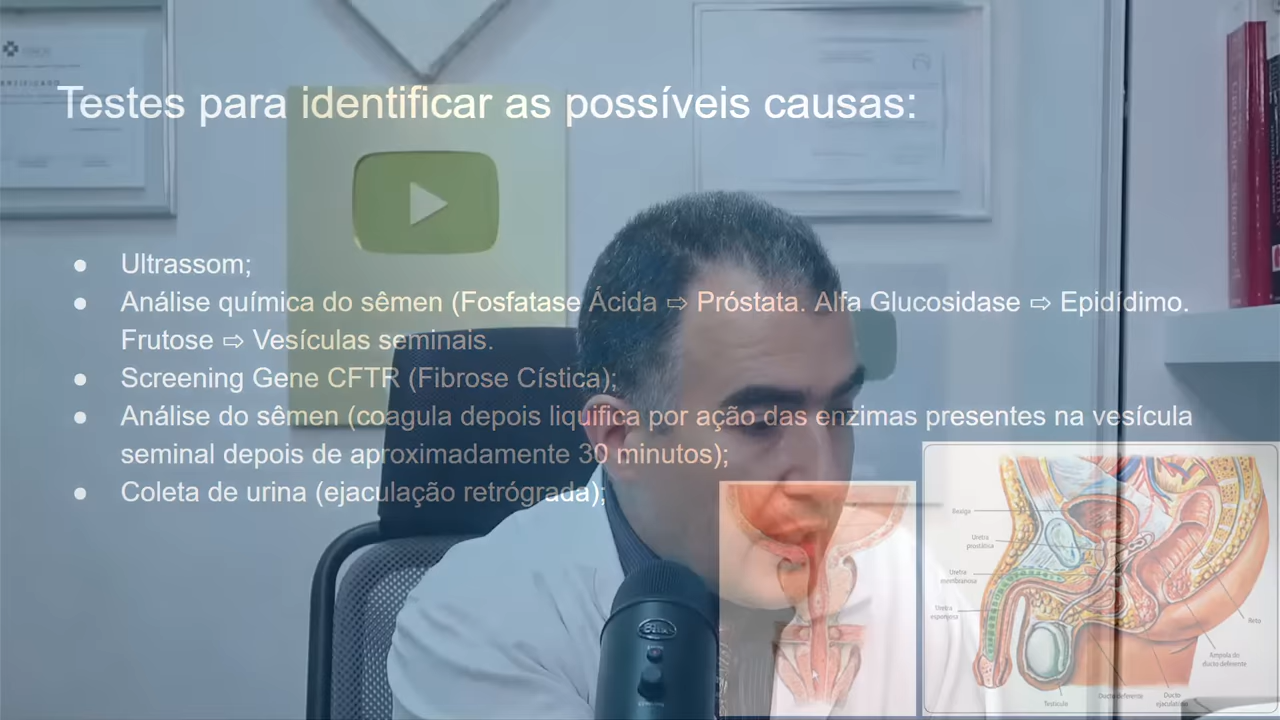 Testes para identificar as possíveis causas:
● Ultrassom;
● Análise química do sêmen (Fosfatase Ácida ⇨ Próstata. Alfa Glucosidase ⇨ Epidídimo.
Frutose ⇨ Vesículas seminais.
● Screening Gene CFTR (Fibrose Cística);
● Análise do sêmen (coagula depois liquifica por ação das enzimas presentes na vesícula
seminal depois de aproximadamente 30 minutos);
● Coleta de urina (ejaculação retrógrada);
Bexiga
Uretra
prostática
Uretra
membranosa
Uretra
esponjosa
Reto
Ampola do
ducto deferente
Testículo
Ducto deferente
Ducto
ejaculatório